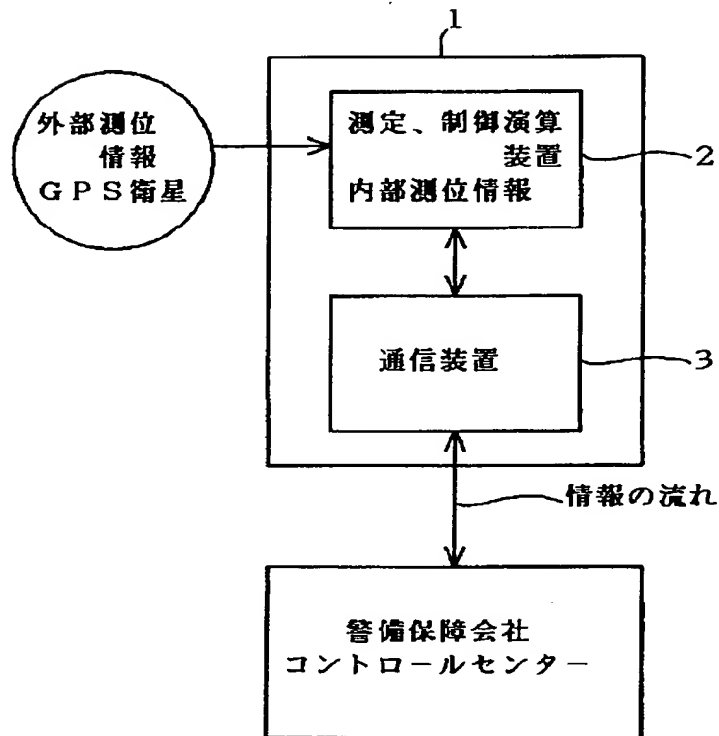 1
外部測位
情報
GPS衛星
測定、制御演算
装置
内部測位情報
2
通信装置
3
情報の流れ
警備保障会社
コントロールセンター